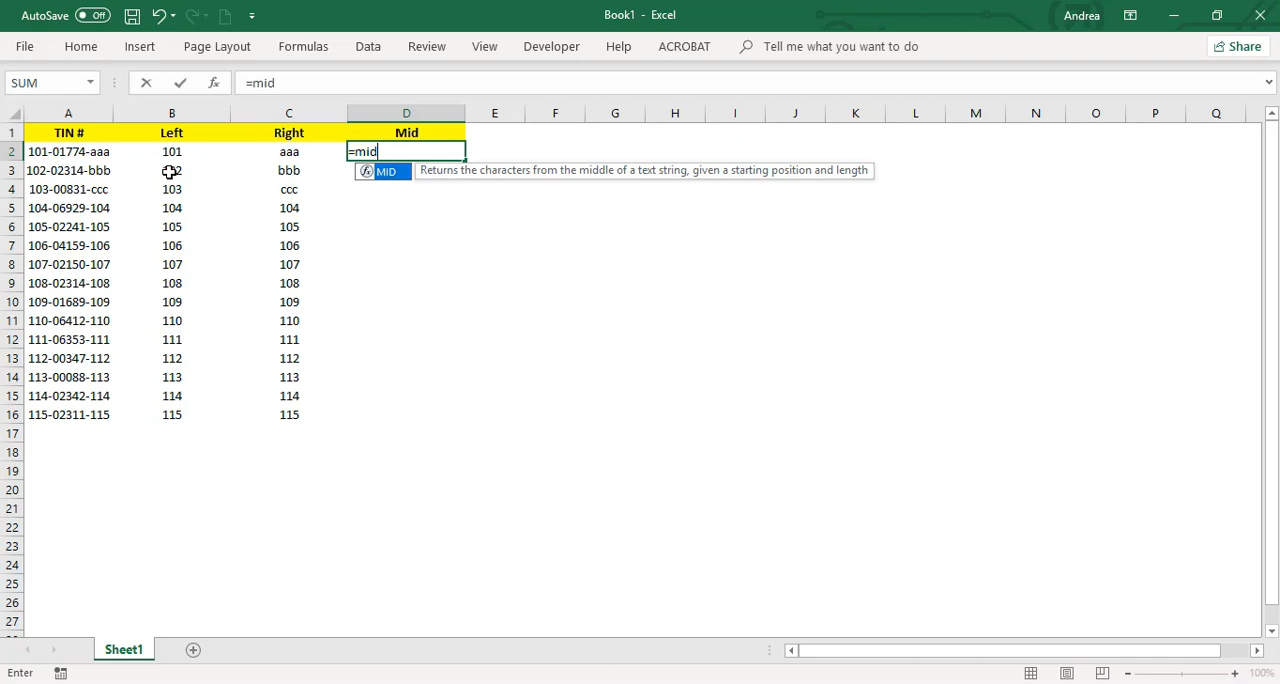 AutoSave Off Book1 - Excel Andrea
File Home Insert Page Layout Formulas Data Review View Developer Help ACROBAT Tell me what you want to do Share
SUM =mid
A B C D E F G H I J K L M N O P Q
1 TIN # Left Right Mid
2 101-01774-aaa 101 aaa =mid
3 102-02314-bbb bbb MID Returns the characters from the middle of a text string, given a starting position and length
4 103-00831-ccc 103 ccc
5 104-06929-104 104 104
6 105-02241-105 105 105
7 106-04159-106 106 106
8 107-02150-107 107 107
9 108-02314-108 108 108
10 109-01689-109 109 109
11 110-06412-110 110 110
12 111-06353-111 111 111
13 112-00347-112 112 112
14 113-00088-113 113 113
15 114-02342-114 114 114
16 115-02311-115 115 115
17
18
19
20
21
22
23
24
25
26
27
Sheet1
Enter 100%